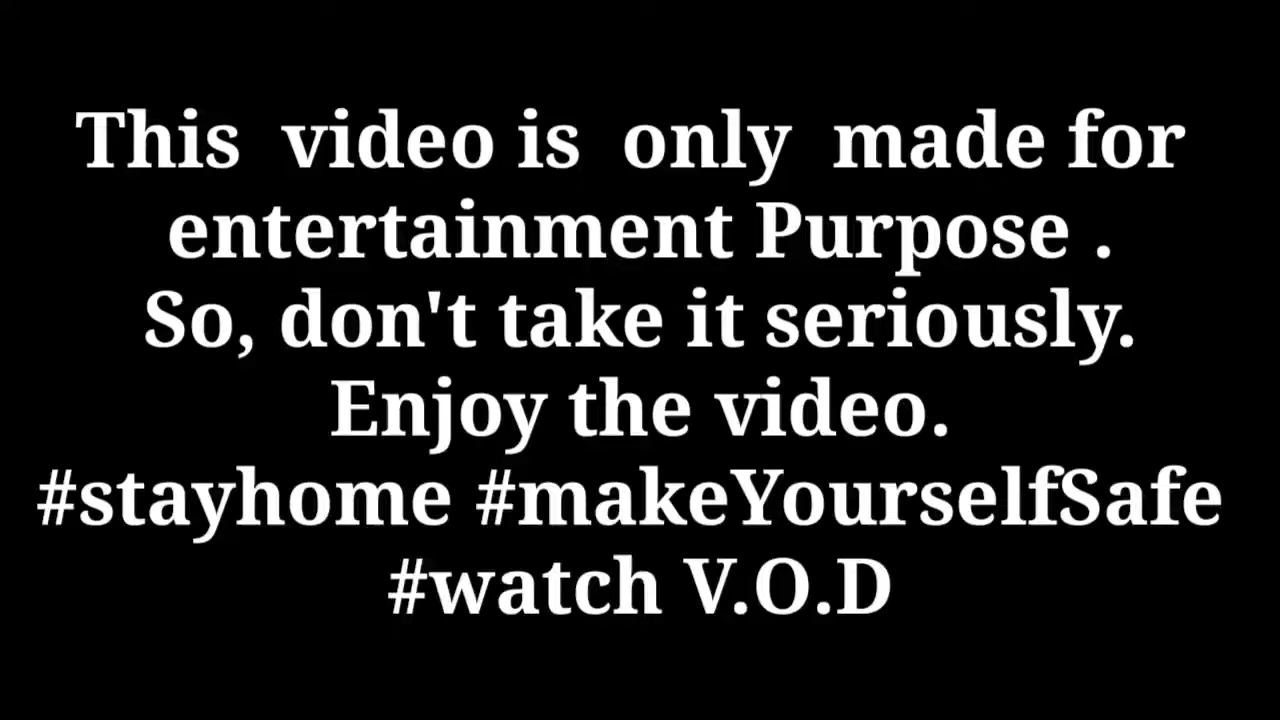 This video is only made for
entertainment Purpose .
So, don't take it seriously.
Enjoy the video.
#stayhome #makeYourselfSafe
#watch V.O.D